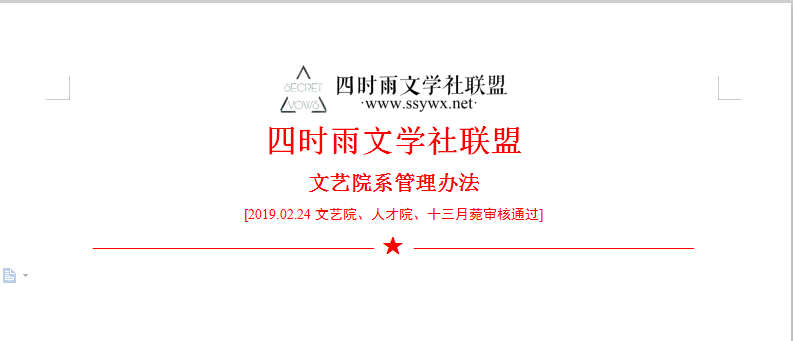 SECRET
VOWS
四时雨文学社联盟
·www.ssywx.net·
四时雨文学社联盟
文艺院系管理办法
[2019.02.24 文艺院、人才院、十三月菀审核通过]